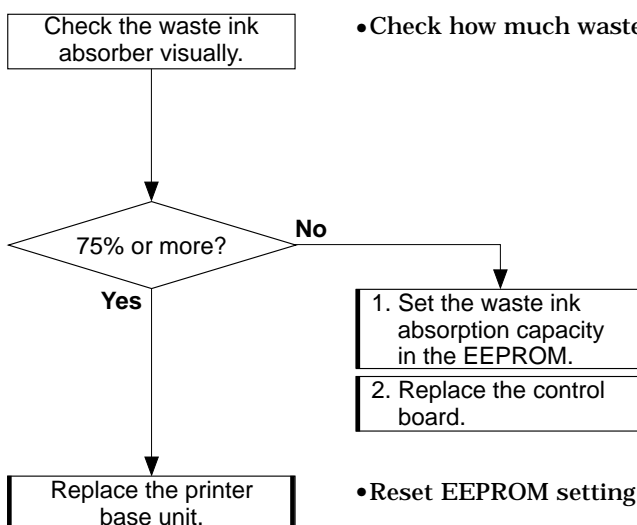 Check the waste ink
absorber visually.
•Check how much waste
75% or more?
No
Yes
1. Set the waste ink
absorption capacity
in the EEPROM.
2. Replace the control
board.
Replace the printer
base unit.
•Reset EEPROM setting